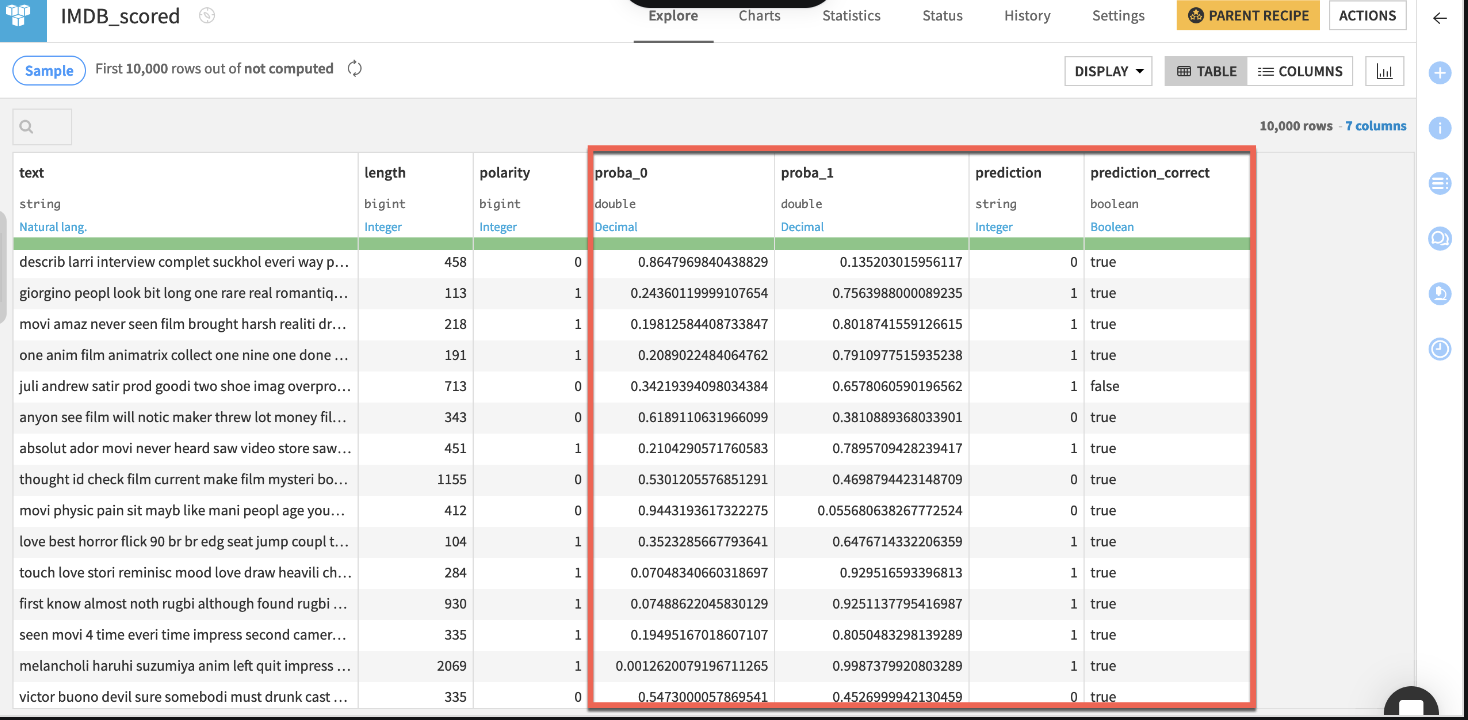 IMDB_scored
Explore Charts Statistics Status History Settings PARENT RECIPE ACTIONS
Sample First 10,000 rows out of not computed DISPLAY TABLE COLUMNS
10,000 rows - 7 columns
text length polarity proba_0 proba_1 prediction prediction_correct
string bigint bigint double double string boolean
Natural lang. Integer Integer Decimal Decimal Integer Boolean
describ larri interview complet suckhol everi way p... 458 0 0.8647969840438829 0.135203015956117 0 true
giorgino peopl look bit long one rare real romantiq... 113 1 0.24360119999107654 0.7563988000089235 1 true
movi amaz never seen film brought harsh realiti dr... 218 1 0.19812584408733847 0.8018741559126615 1 true
one anim film animatrix collect one nine one done ... 191 1 0.2089022484064762 0.7910977515935238 1 true
juli andrew satir prod goodi two shoe imag overpro... 713 0 0.34219394098034384 0.6578060590196562 1 false
anyon see film will notic maker threw lot money fil... 343 0 0.6189110631966099 0.3810889368033901 0 true
absolut ador movi never heard saw video store saw... 451 1 0.2104290571760583 0.7895709428239417 1 true
thought id check film current make film mysteri bo... 1155 0 0.5301205576851291 0.4698794423148709 0 true
movi physic pain sit mayb like mani peopl age you... 412 0 0.9443193617322275 0.055680638267772524 0 true
love best horror flick 90 br br edg seat jump coupl t... 104 1 0.3523285667793641 0.6476714332206359 1 true
touch love stori reminisc mood love draw heavili ch... 284 1 0.07048340660318697 0.929516593396813 1 true
first know almost noth rugbi although found rugbi ... 930 1 0.07488622045830129 0.9251137795416987 1 true
seen movi 4 time everi time impress second camer... 335 1 0.19495167018607107 0.8050483298139289 1 true
melancholi haruhi suzumiya anim left quit impress ... 2069 1 0.0012620079196711265 0.9987379920803289 1 true
victor buono devil sure somebodi must drunk cast ... 335 0 0.5473000057869541 0.4526999942130459 0 true